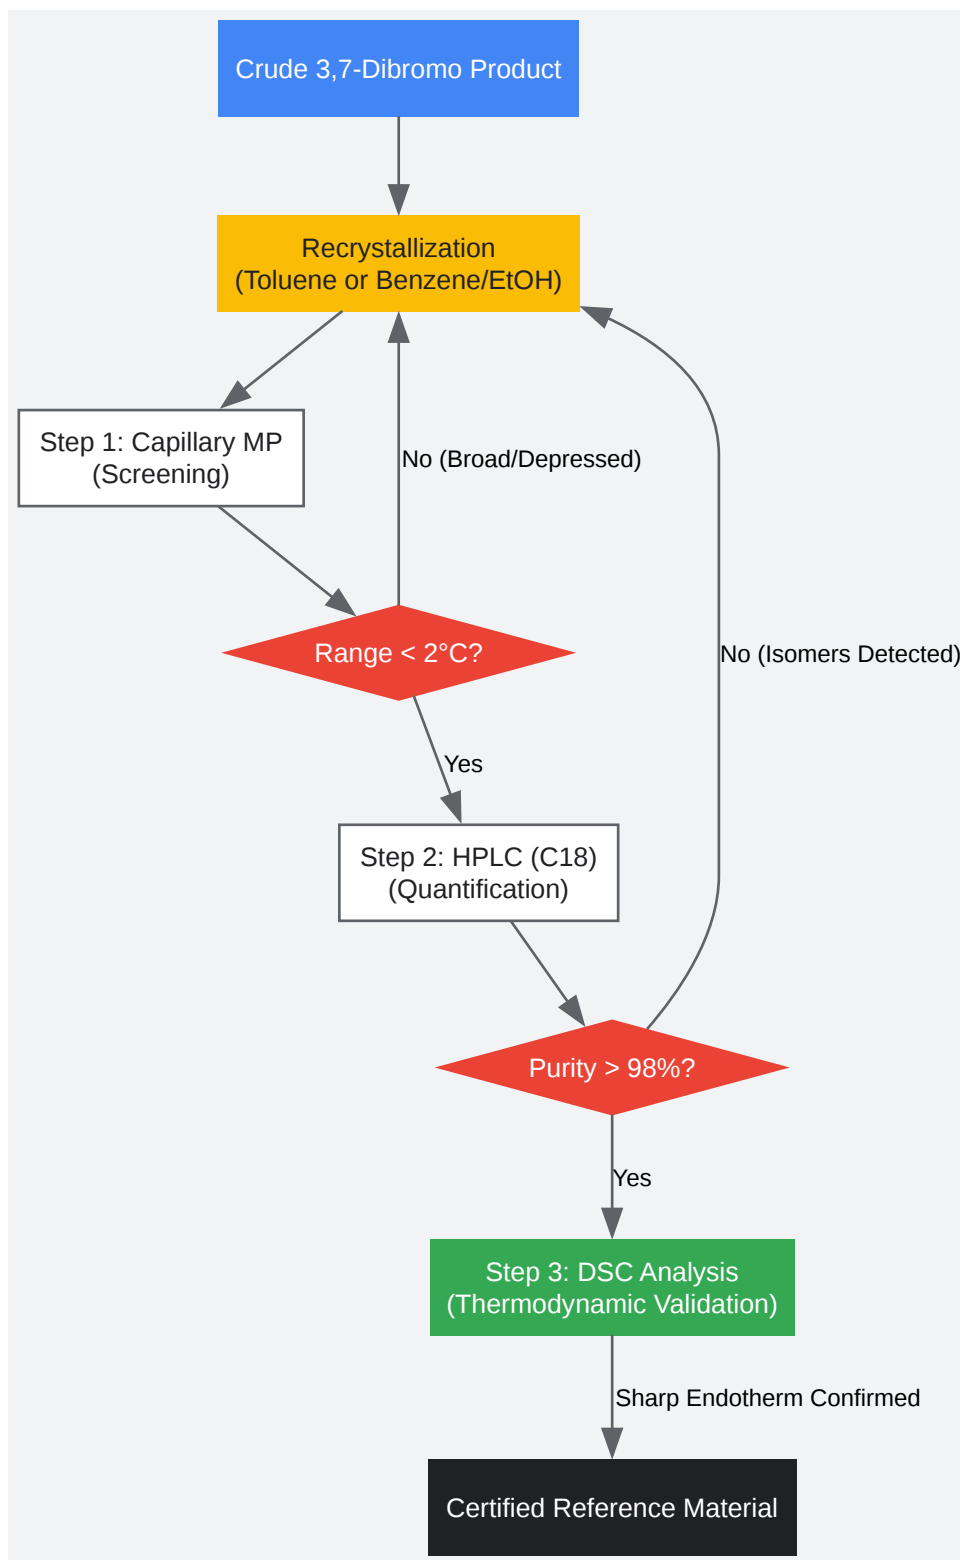 Crude 3,7-Dibromo Product
Recrystallization
(Toluene or Benzene/EtOH)
Step 1: Capillary MP
(Screening)
No (Broad/Depressed)
Range < 2°C?
No (Isomers Detected)
Yes
Step 2: HPLC (C18)
(Quantification)
Purity > 98%?
Yes
Step 3: DSC Analysis
(Thermodynamic Validation)
Sharp Endotherm Confirmed
Certified Reference Material